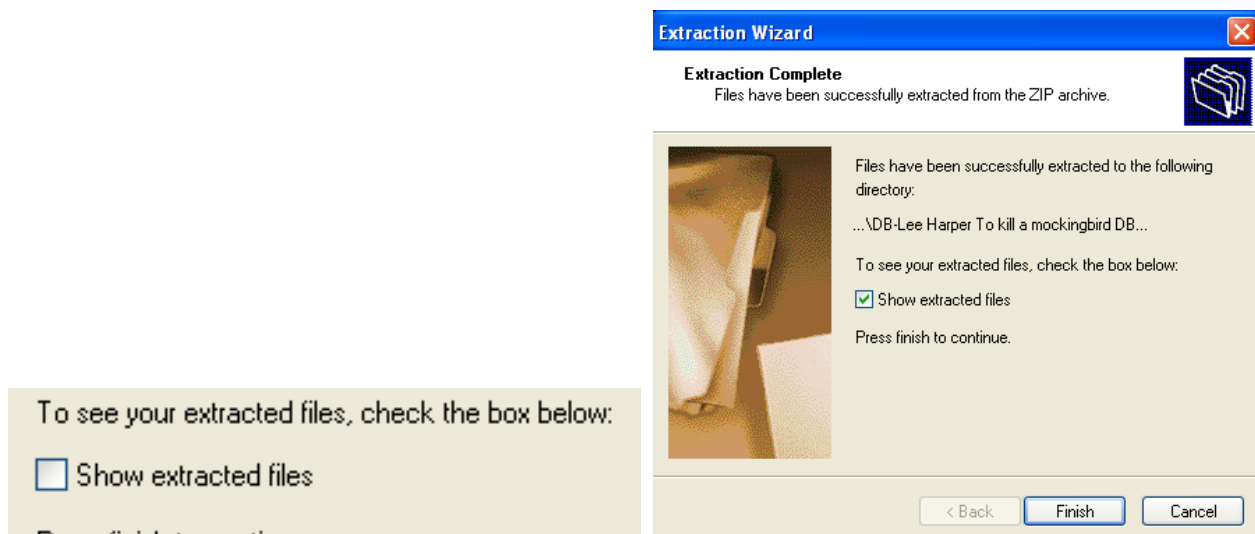 To see your extracted files, check the box below:
Show extracted files
Extraction Wizard
Extraction Complete
Files have been successfully extracted from the ZIP archive.
Files have been successfully extracted to the following
directory:
...\DB-Lee Harper To kill a mockingbird DB...
To see your extracted files, check the box below:
Show extracted files
Press finish to continue.
< Back
Finish
Cancel